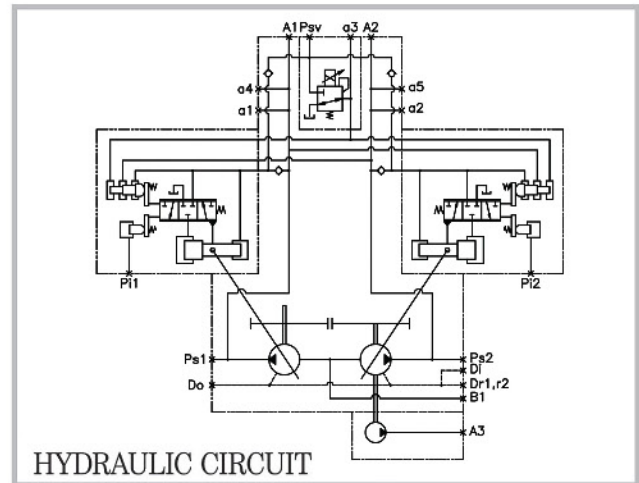 A1 Psv a3 A2
a4 a5
a1 a2
Pi1 Pi2
Ps1 Ps2
Di
Do Dr1,r2
B1
A3
HYDRAULIC CIRCUIT